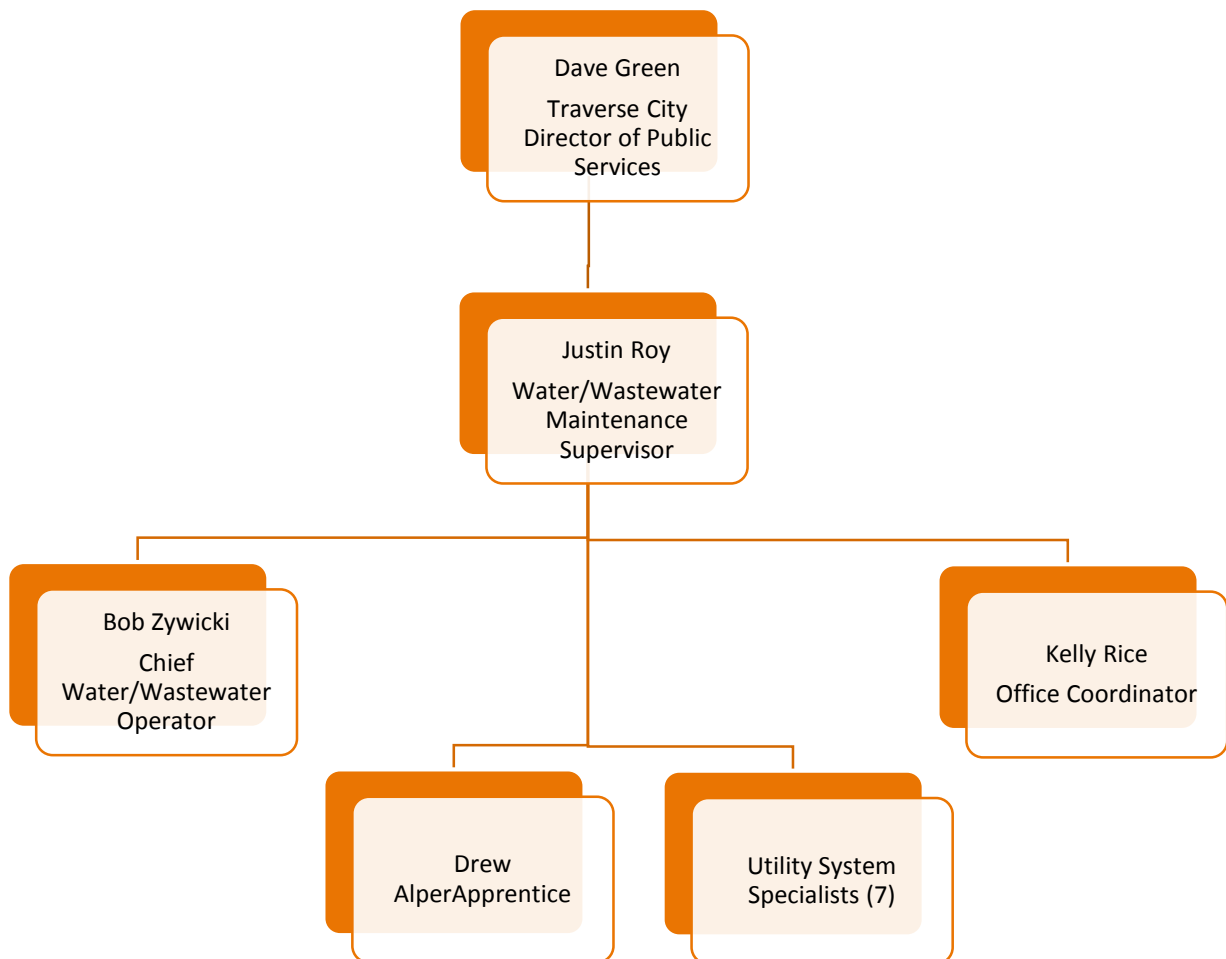 Dave Green
Traverse City
Director of Public
Services
Justin Roy
Water/Wastewater
Maintenance
Supervisor
Bob Zywicki
Chief
Water/Wastewater
Operator
Kelly Rice
Office Coordinator
Drew
AlperApprentice
Utility System
Specialists (7)